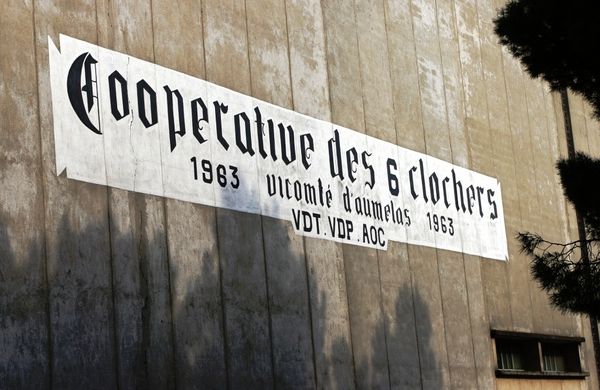 Cooperative des 6 clochers
1963 vicomté d'aumelas 1963
VDT.VDP.AOC